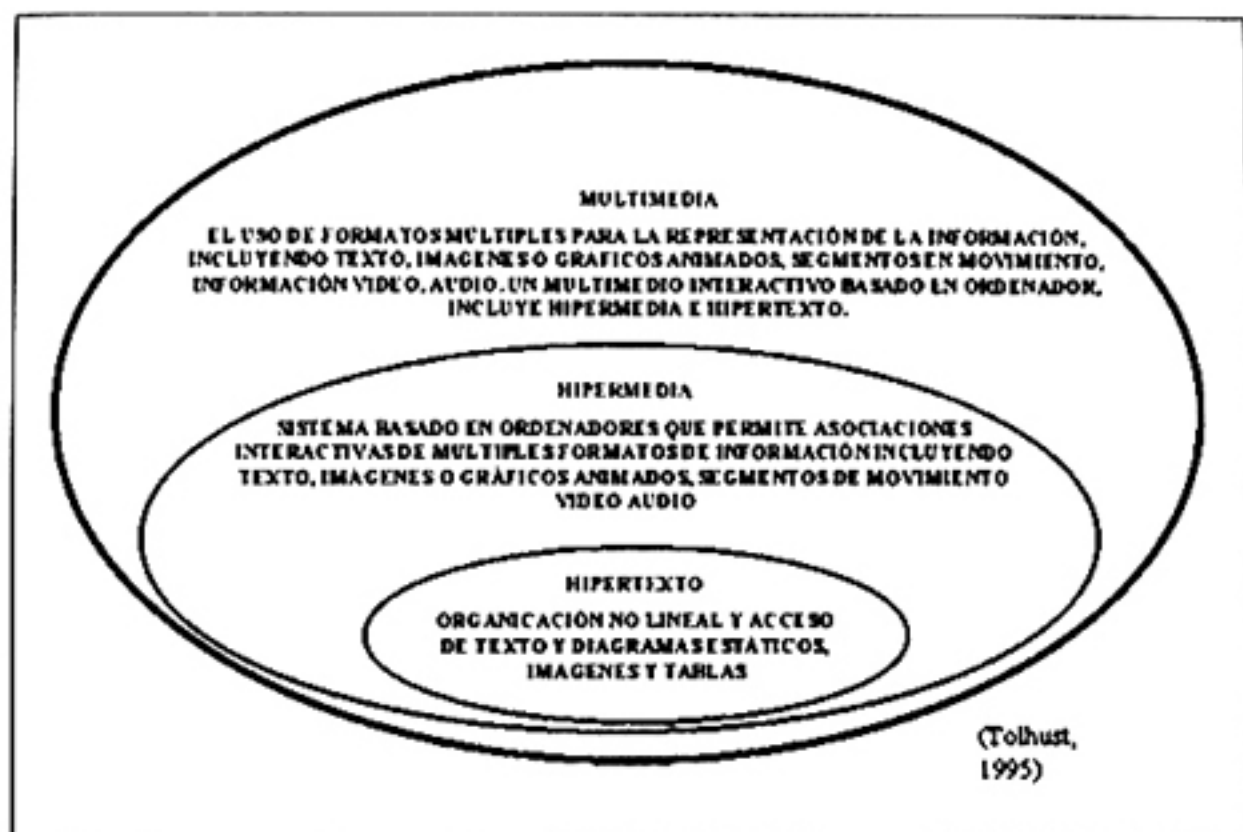 MULTIMEDIA
EL USO DE FORMATOS MÚLTIPLES PARA LA REPRESENTACIÓN DE LA INFORMACIÓN,
INCLUYENDO TEXTO, IMAGENES O GRAFICOS ANIMADOS, SEGMENTOS EN MOVIMIENTO,
INFORMACIÓN VIDEO, AUDIO. UN MULTIMEDIO INTERACTIVO BASADO EN ORDENADOR,
INCLUYE HIPERMEDIA E HIPERTEXTO.
HIPERMEDIA
SISTEMA BASADO EN ORDENADORES QUE PERMITE ASOCIACIONES
INTERACTIVAS DE MULTIPLES FORMATOS DE INFORMACIÓN INCLUYENDO
TEXTO, IMAGENES O GRÁFICOS ANIMADOS, SEGMENTOS DE MOVIMIENTO
VIDEO AUDIO
HIPERTEXTO
ORGANICACIÓN NO LINEAL Y ACCESO
DE TEXTO Y DIAGRAMAS ESTÁTICOS,
IMAGENES Y TABLAS
(Tolhust,
1995)